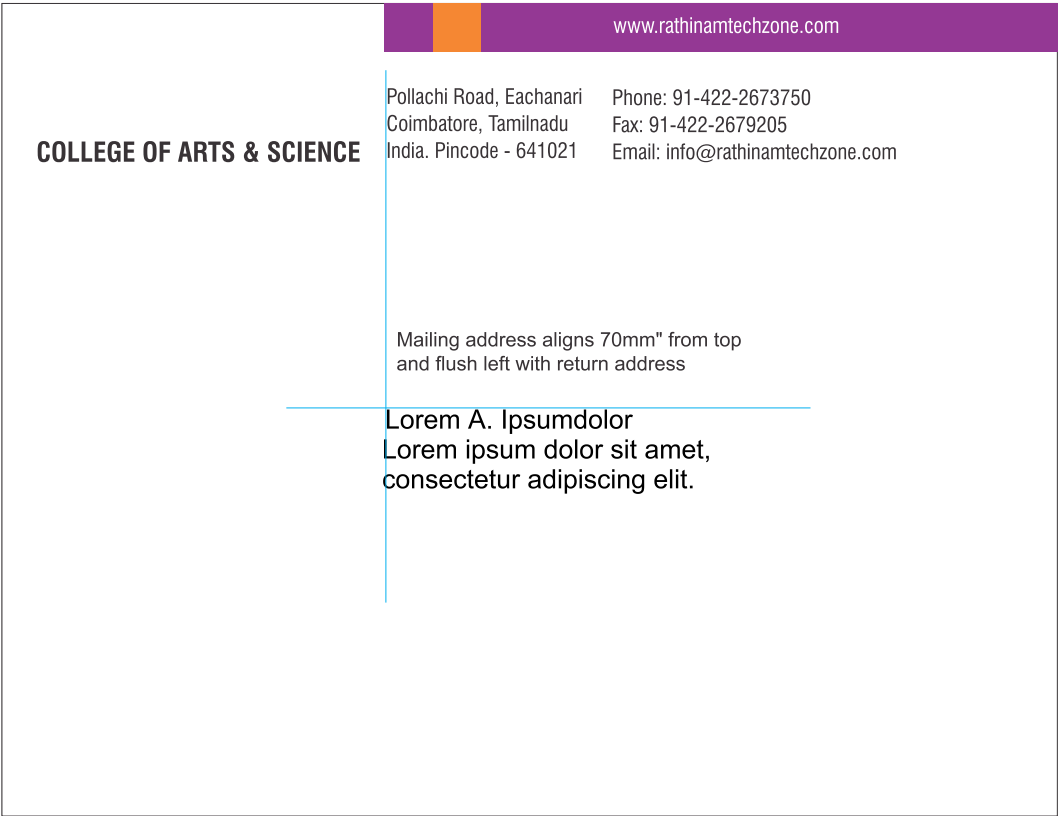 www.rathinamtechzone.com
COLLEGE OF ARTS & SCIENCE
Pollachi Road, Eachanari
Coimbatore, Tamilnadu
India. Pincode - 641021
Phone: 91-422-2673750
Fax: 91-422-2679205
Email: info@rathinamtechzone.com
Mailing address aligns 70mm" from top
and flush left with return address
Lorem A. Ipsumdolor
Lorem ipsum dolor sit amet,
consectetur adipiscing elit.